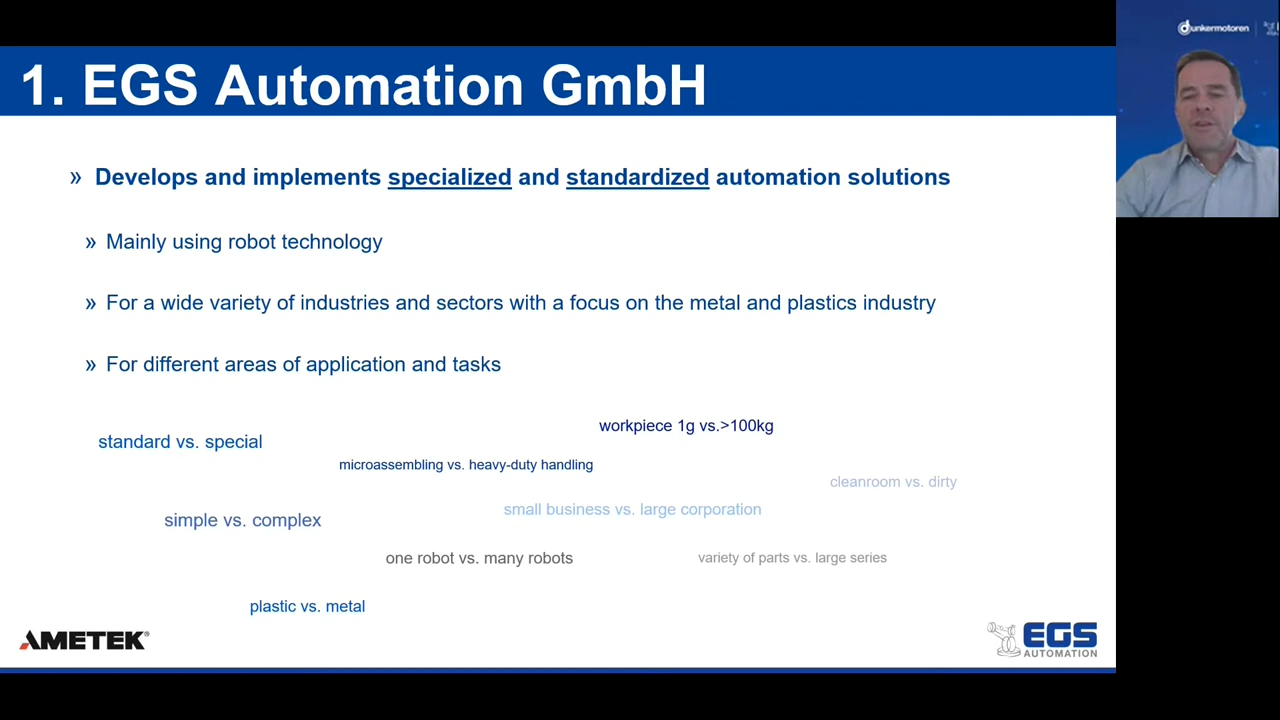 1. EGS Automation GmbH
dunkermotoren
» Develops and implements specialized and standardized automation solutions
» Mainly using robot technology
» For a wide variety of industries and sectors with a focus on the metal and plastics industry
» For different areas of application and tasks
workpiece 1g vs.>100kg
standard vs. special
microassembling vs. heavy-duty handling
cleanroom vs. dirty
small business vs. large corporation
simple vs. complex
one robot vs. many robots
variety of parts vs. large series
plastic vs. metal
AMETEK®
EGS
AUTOMATION